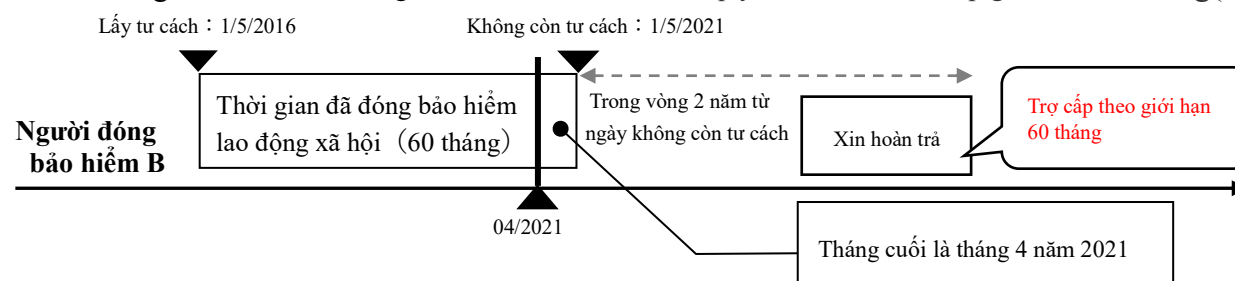 Lấy tư cách：1/5/2016
Không còn tư cách：1/5/2021
Người đóng
bảo hiểm B
Thời gian đã đóng bảo hiểm
lao động xã hội（60 tháng）
Trong vòng 2 năm từ
ngày không còn tư cách
Xin hoàn trả
Trợ cấp theo giới hạn
60 tháng
04/2021
Tháng cuối là tháng 4 năm 2021